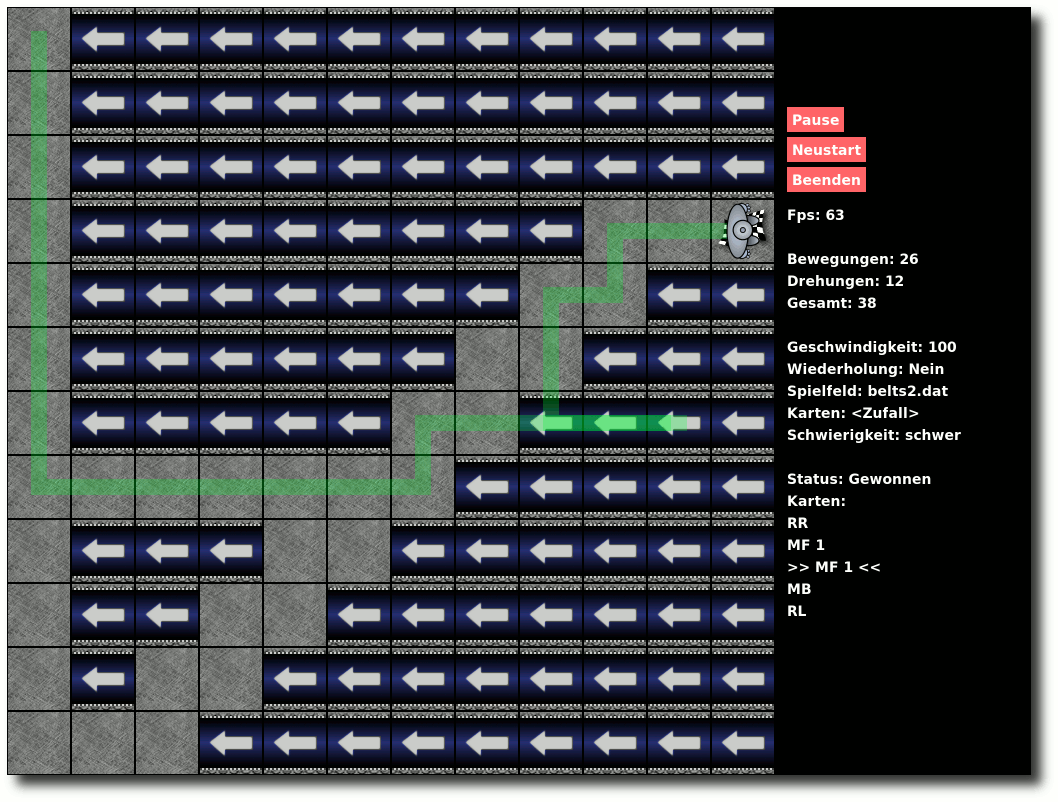 Pause
Neustart
Beenden
Fps: 63
Bewegungen: 26
Drehungen: 12
Gesamt: 38
Geschwindigkeit: 100
Wiederholung: Nein
Spielfeld: belts2.dat
Karten: <Zufall>
Schwierigkeit: schwer
Status: Gewonnen
Karten:
RR
MF 1
>> MF 1 <<
MB
RL